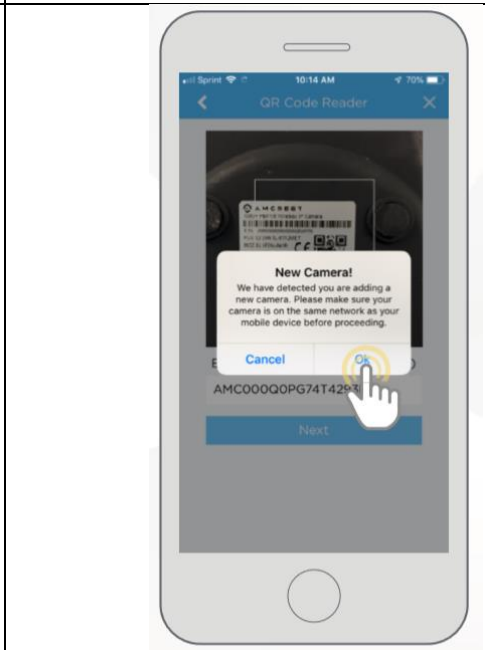 Sprint
10:14 AM
70%
QR Code Reader
AMCREST
New Camera!
We have detected you are adding a
new camera. Please make sure your
camera is on the same network as your
mobile device before proceeding.
Cancel
Ok
Next